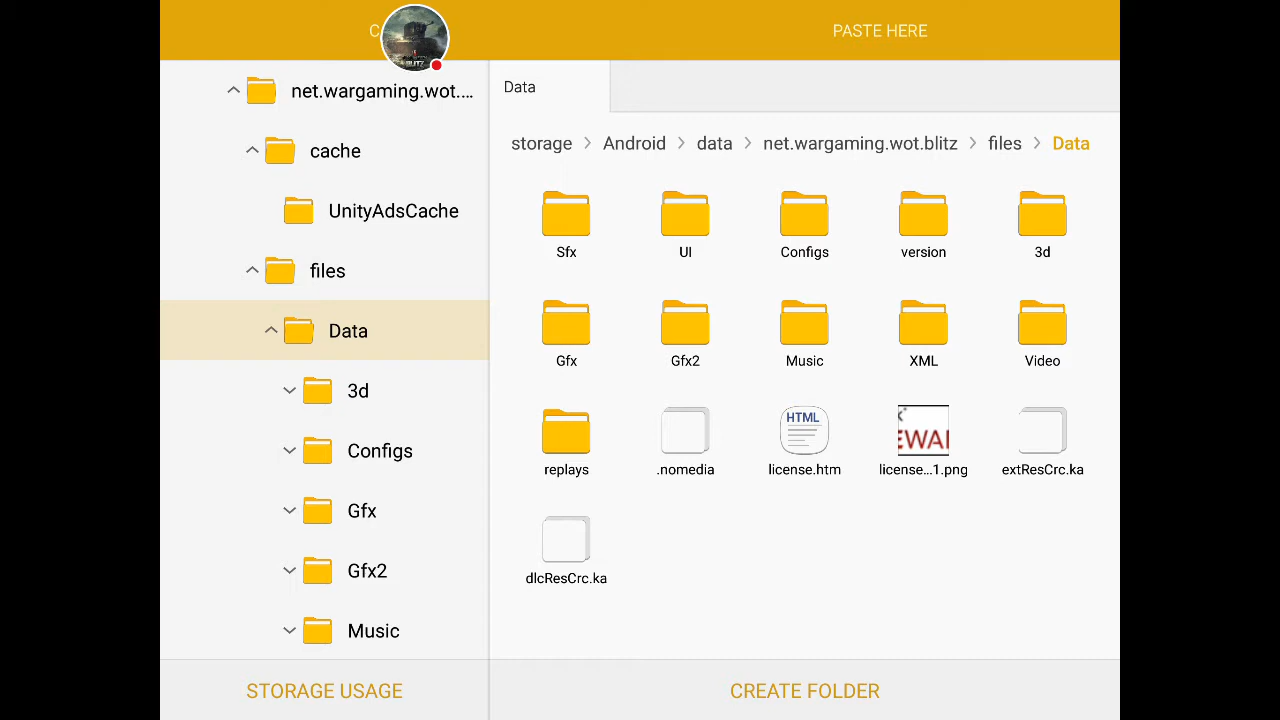 PASTE HERE
net.wargaming.wot....
cache
UnityAdsCache
files
Data
3d
Configs
Gfx
Gfx2
Music
STORAGE USAGE
Data
storage > Android > data > net.wargaming.wot.blitz > files > Data
Sfx UI Configs version 3d
Gfx Gfx2 Music XML Video
HTML
replays .nomedia license.htm license...1.png extResCrc.ka
dlcResCrc.ka
CREATE FOLDER